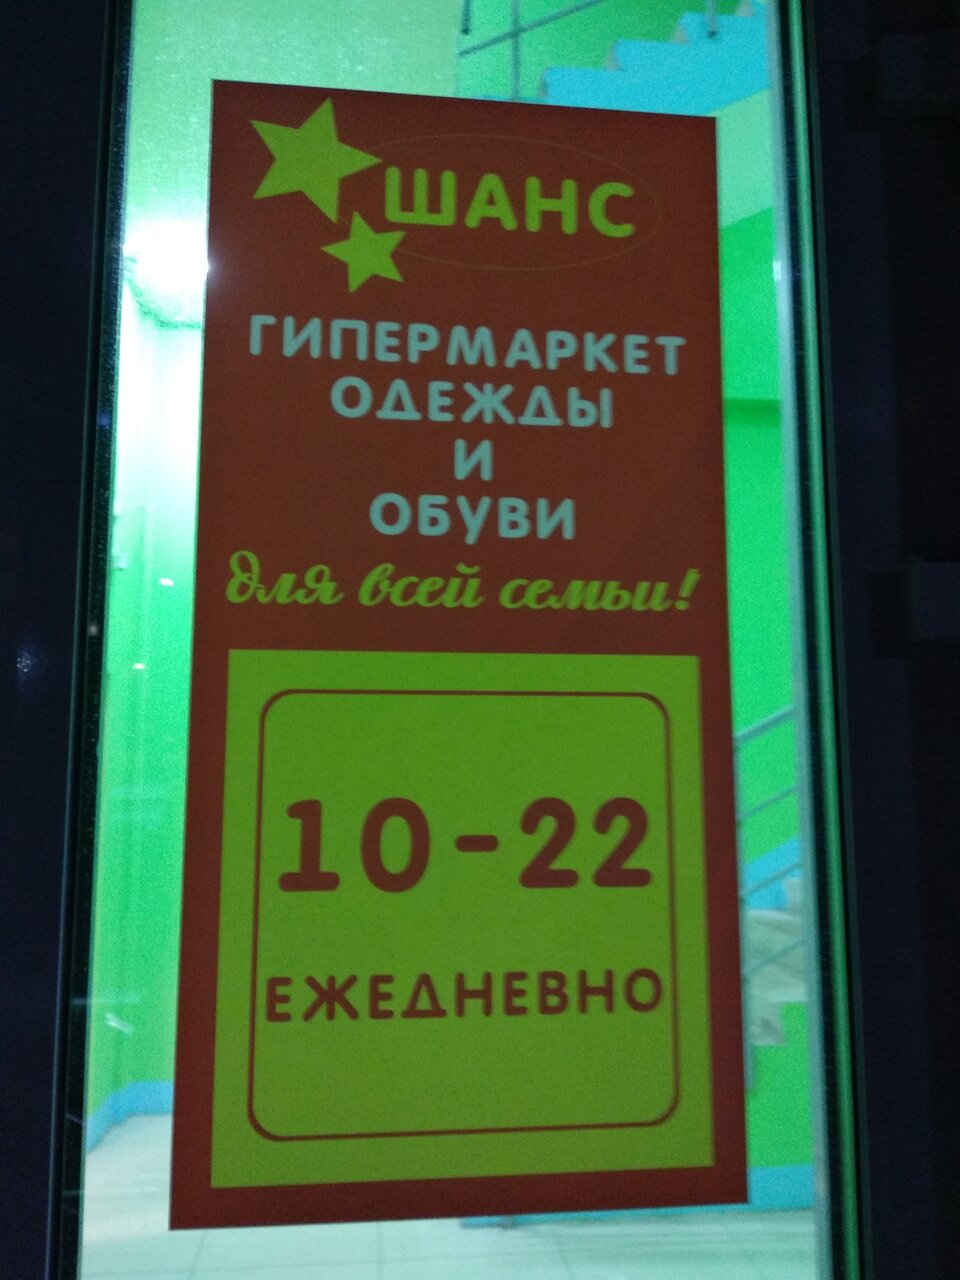 ШАНС
ГИПЕРМАРКЕТ
ОДЕЖДЫ
И
ОБУВИ
для всей семьи!
10-22
ЕЖЕДНЕВНО